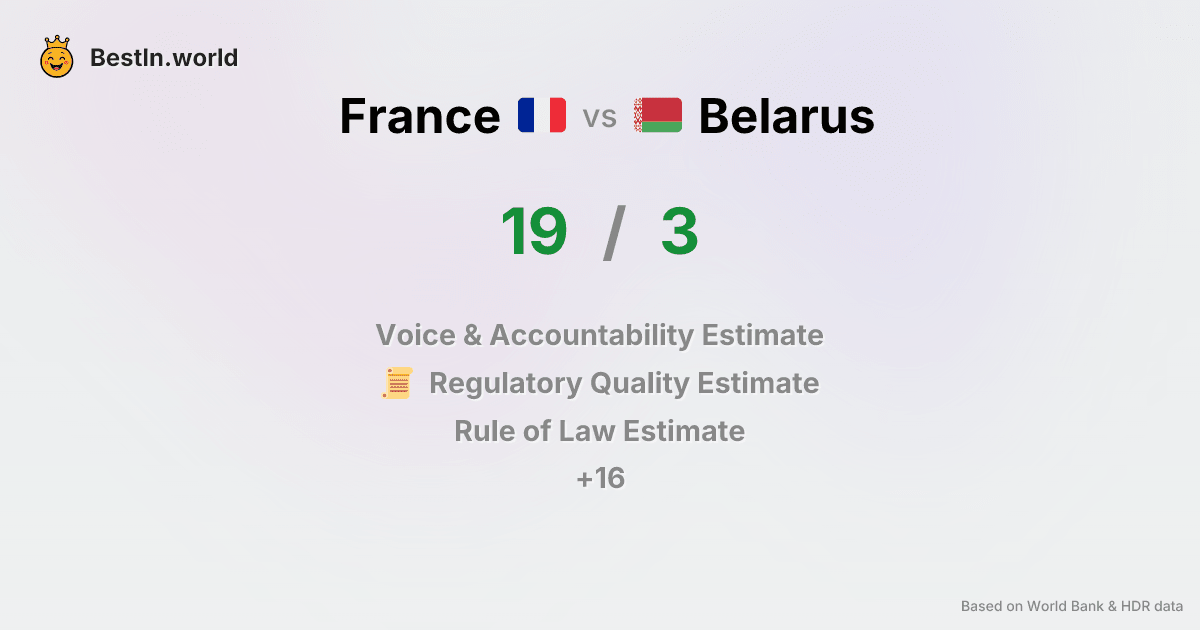 BestIn.world
France vs Belarus
19 / 3
Voice & Accountability Estimate
Regulatory Quality Estimate
Rule of Law Estimate
+16
Based on World Bank & HDR data